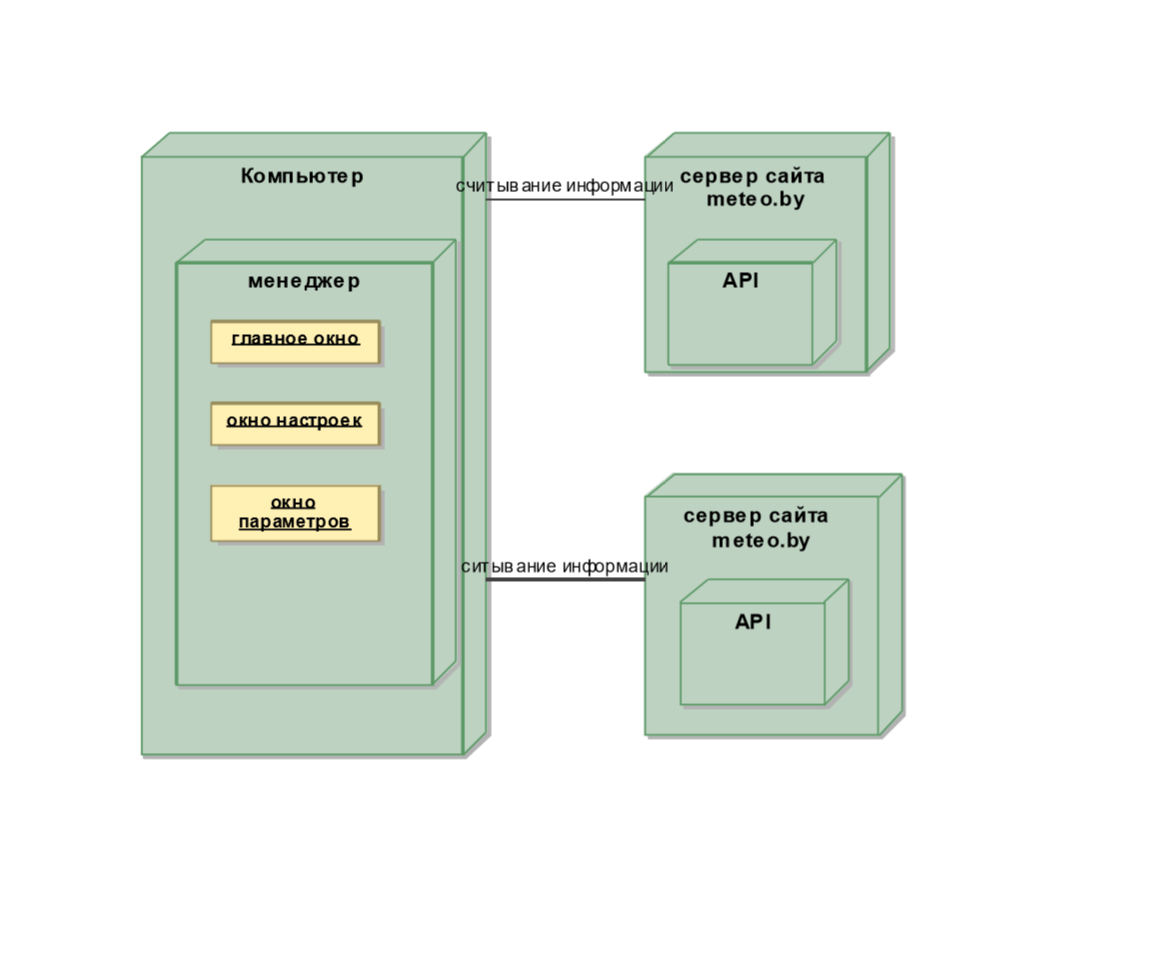 Компьютер
менеджер
главное окно
окно настроек
окно
параметров
считывание информации
сервер сайта
meteo.by
API
ситывание информации
сервер сайта
meteo.by
API